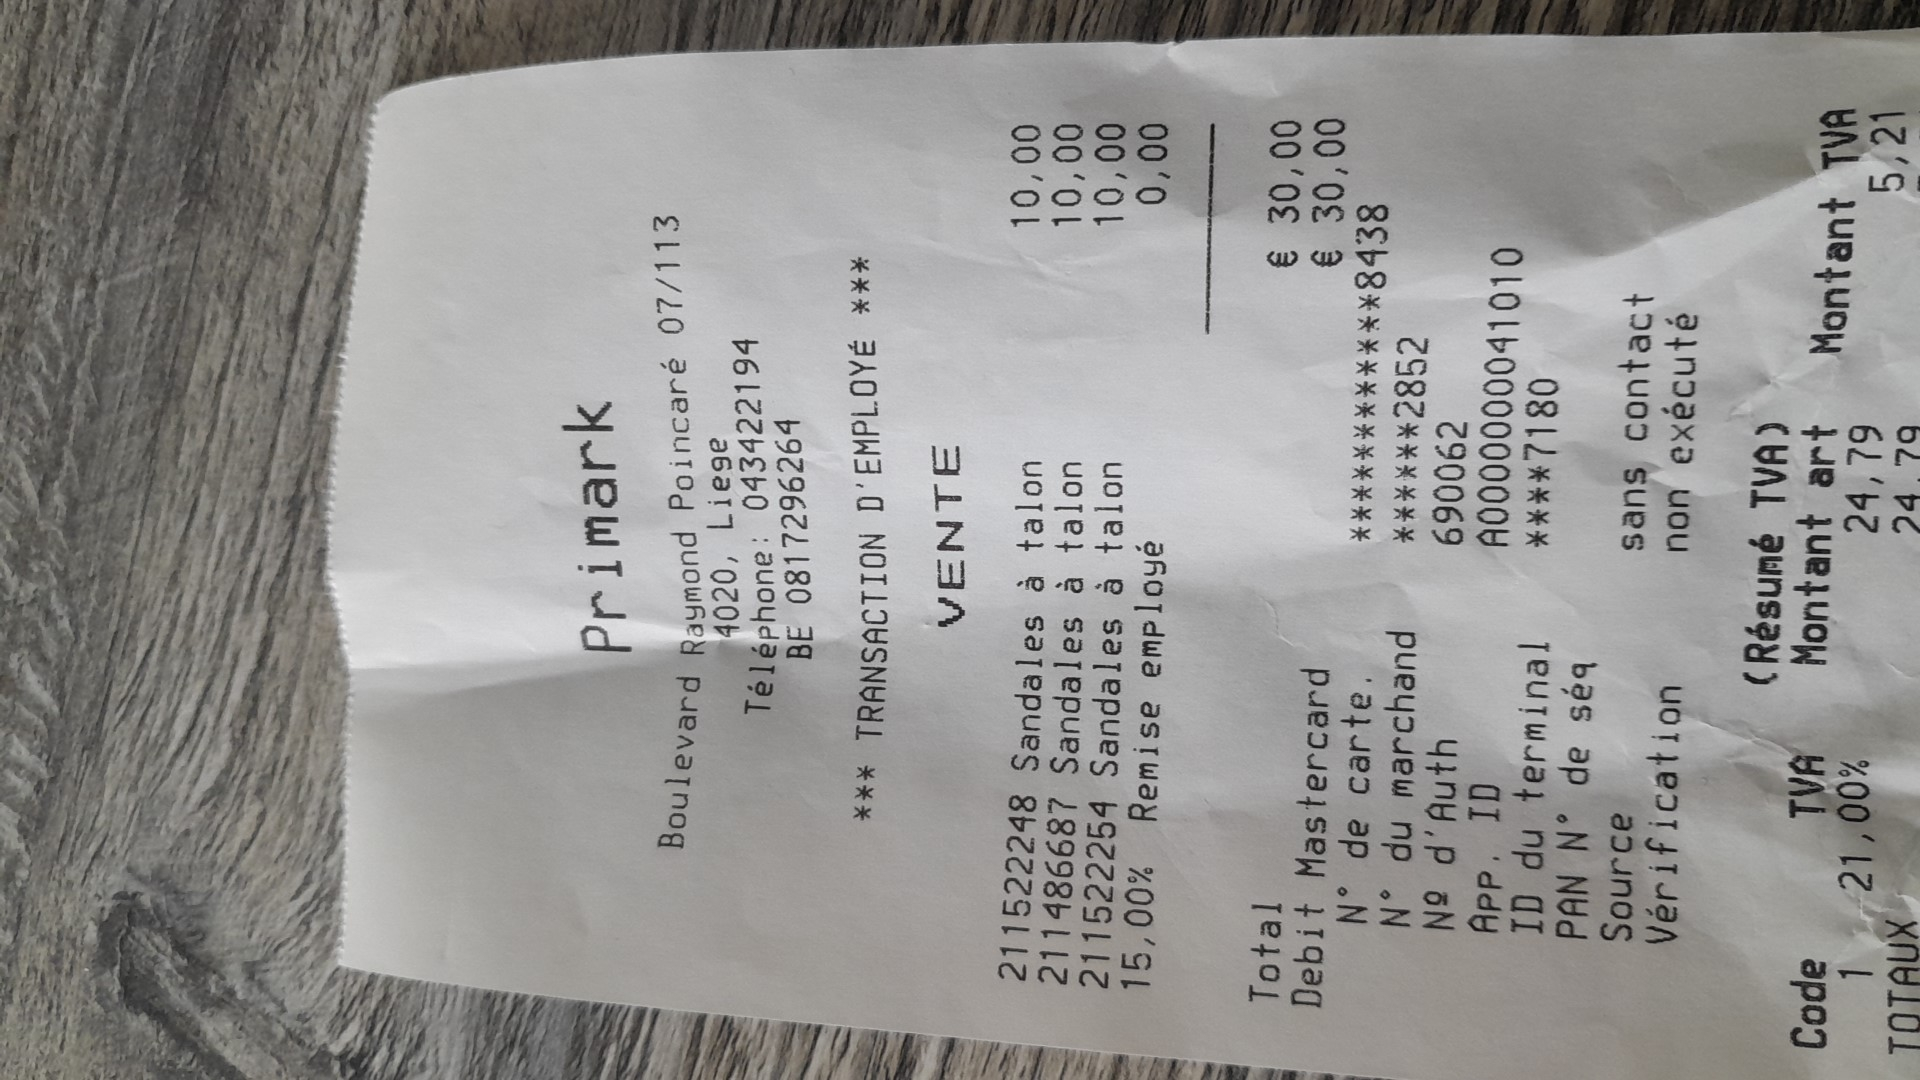 Primark
Boulevard Raymond Poincaré 07/113
4020, Liege
Téléphone: 043422194
BE 0817296264
*** TRANSACTION D'EMPLOYÉ ***
VENTE
211522248 Sandales à talon 10,00
211486687 Sandales à talon 10,00
211522254 Sandales à talon 10,00
15,00% Remise employé 0,00
Total € 30,00
Debit Mastercard € 30,00
N° de carte. ************8438
N° du marchand ******2852
Nº d'Auth 690062
App. ID A0000000041010
ID du terminal ****7180
PAN N° de séq
Source sans contact
Vérification non exécuté
(Résumé TVA)
Code TVA Montant art Montant TVA
1 21,00% 24,79 5,21
TOTAUX 24,79